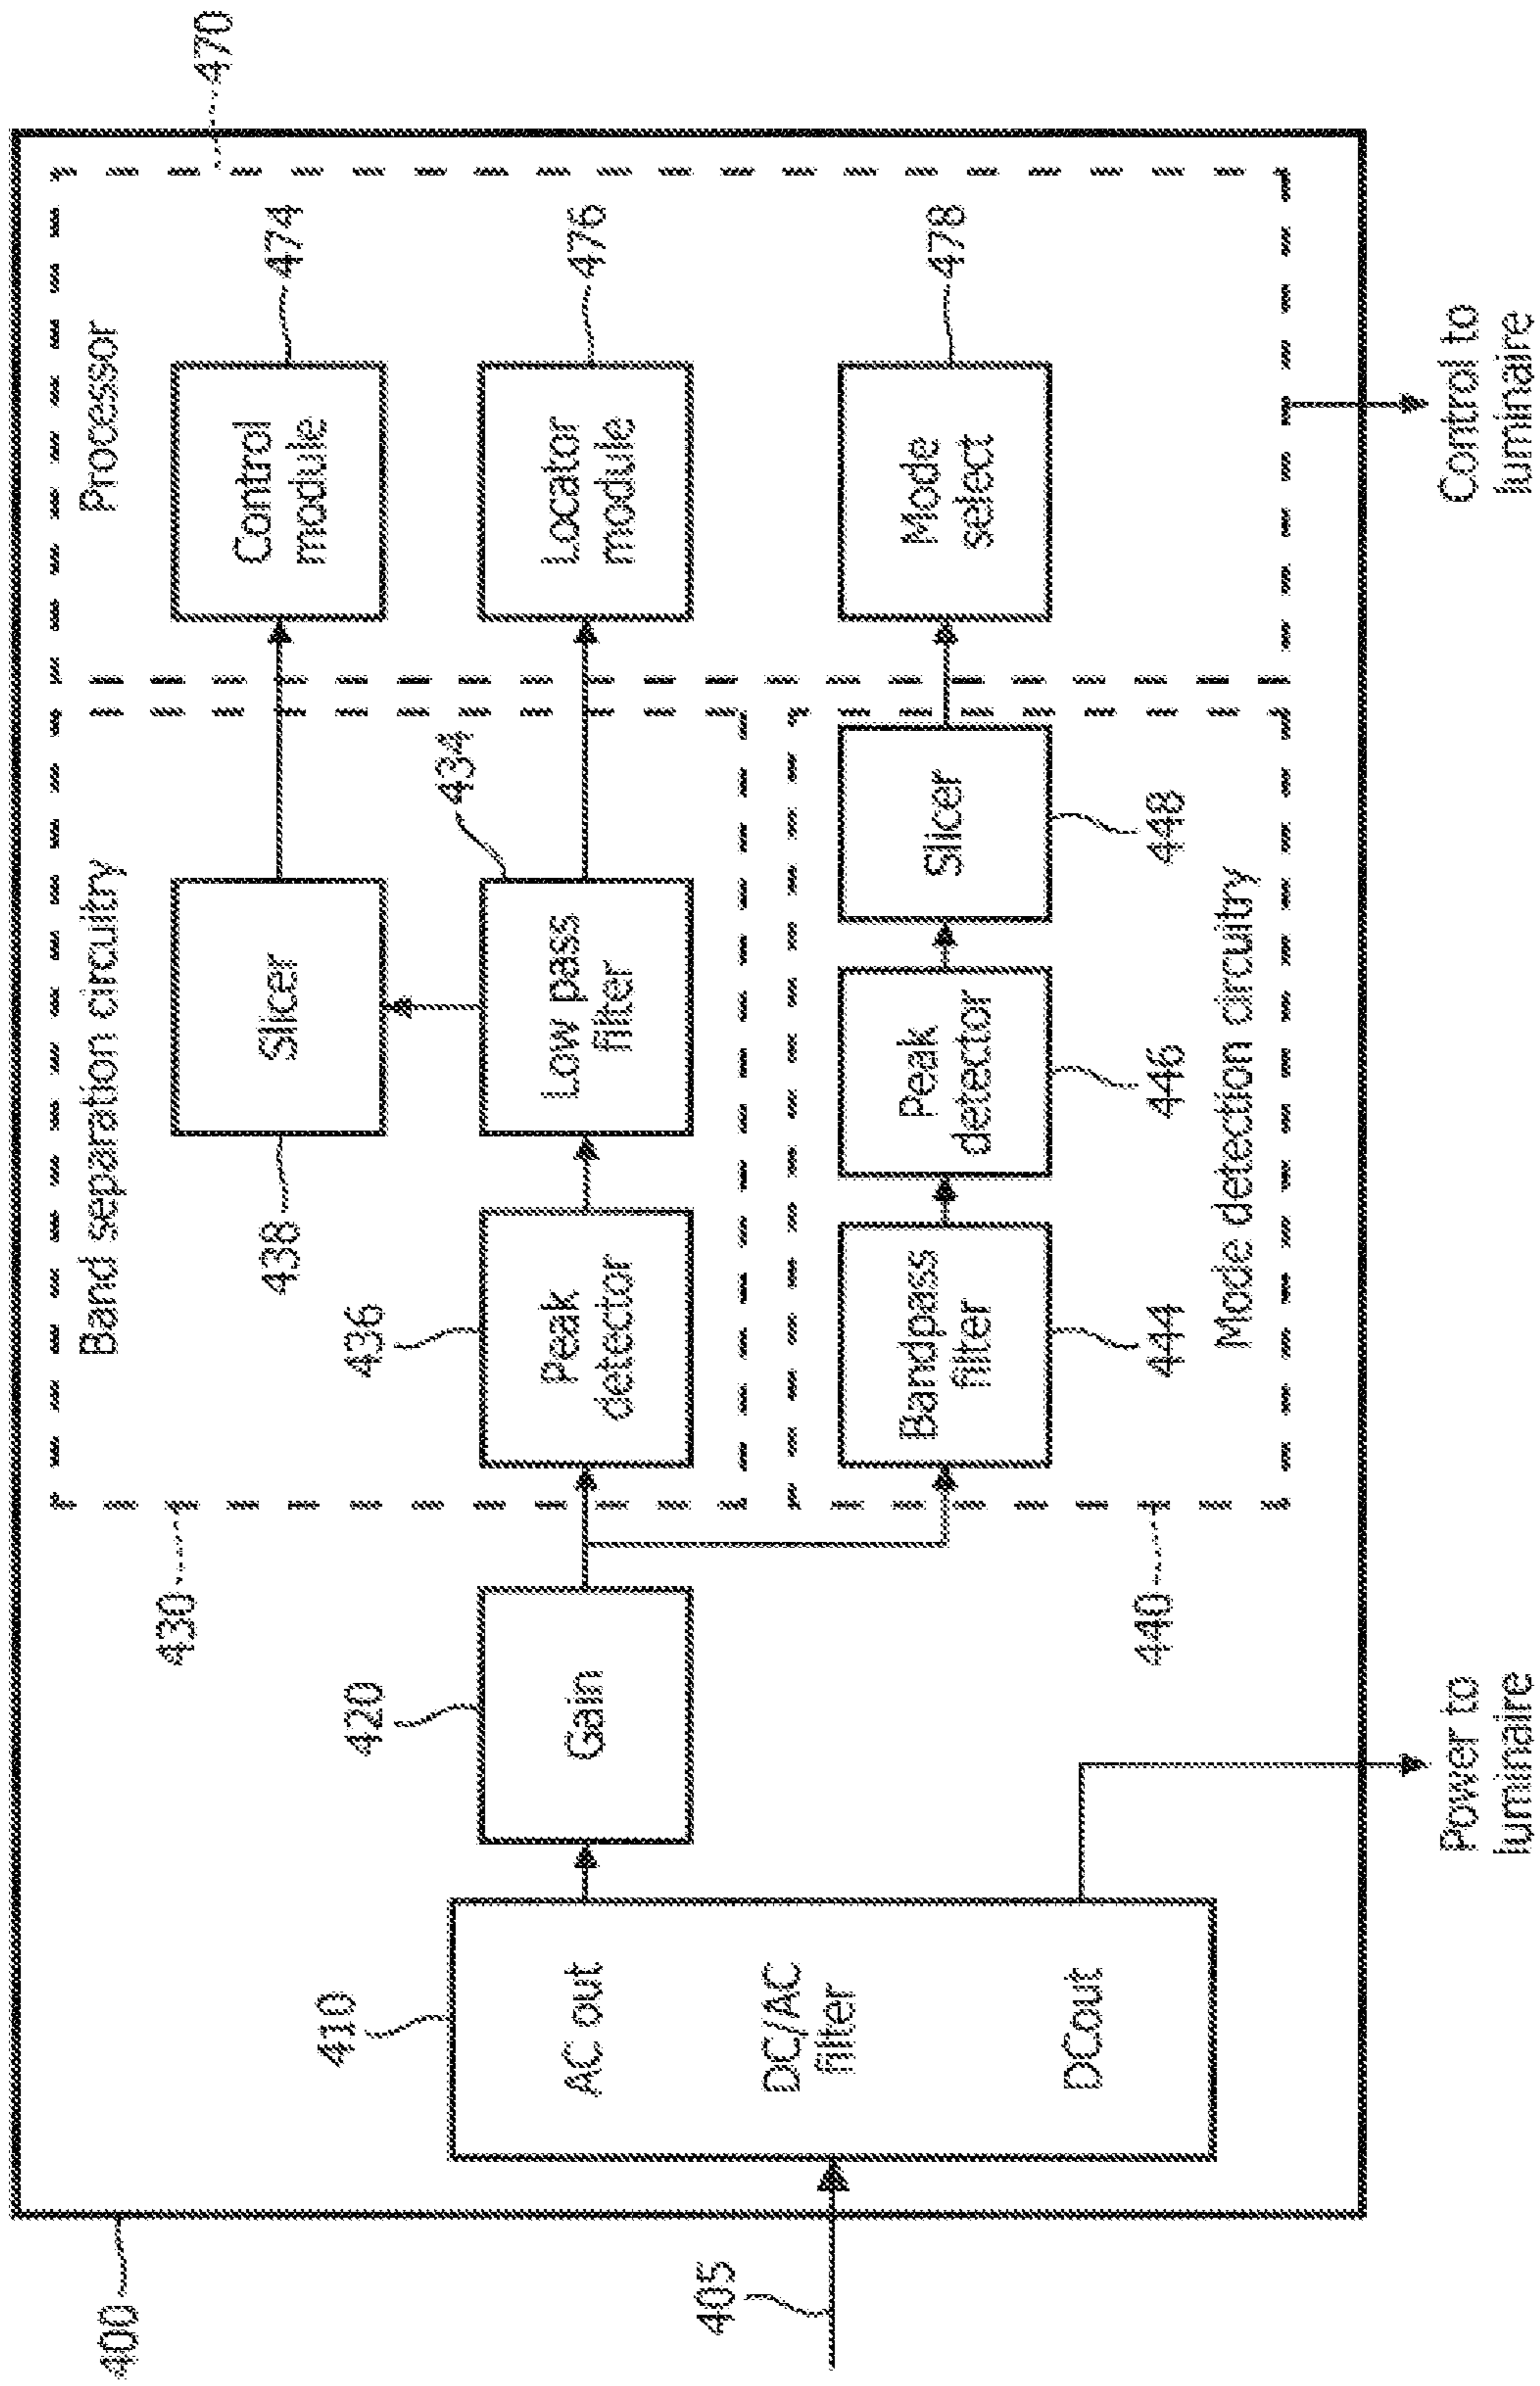 400
405
410
AC out
DC/AC
filter
DCout
420
Gain
Power to
luminaire
430
Band separation circuitry
436
Peak
detector
438
Slicer
Low pass
filter
434
440
Bandpass
filter
444
Peak
detector
446
Slicer
448
Mode detection circuitry
Processor
470
Control
module
474
Locator
module
476
Mode
select
478
Control to
luminaire